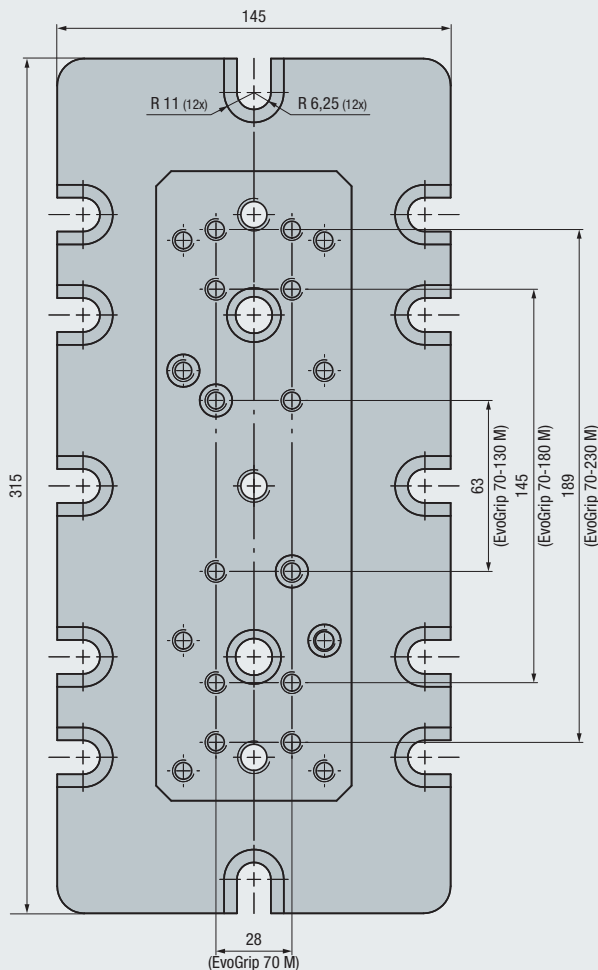 145
R 11 (12x)
R 6,25 (12x)
315
63
(EvoGrip 70-130 M)
145
(EvoGrip 70-180 M)
189
(EvoGrip 70-230 M)
28
(EvoGrip 70 M)